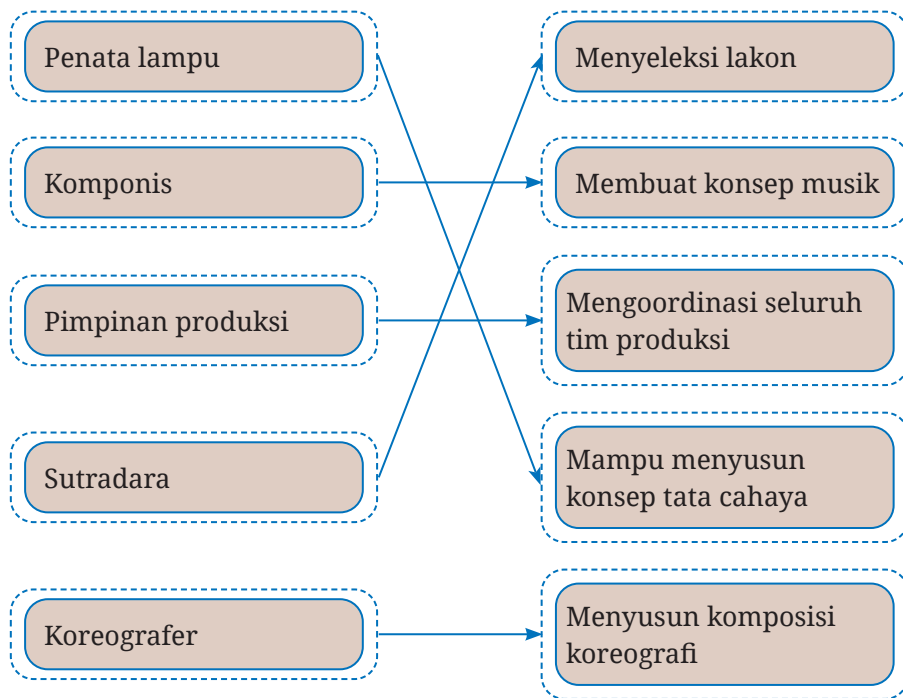 Penata lampu
Menyeleksi lakon
Komponis
Membuat konsep musik
Pimpinan produksi
Mengoordinasi seluruh
tim produksi
Sutradara
Mampu menyusun
konsep tata cahaya
Koreografer
Menyusun komposisi
koreografi